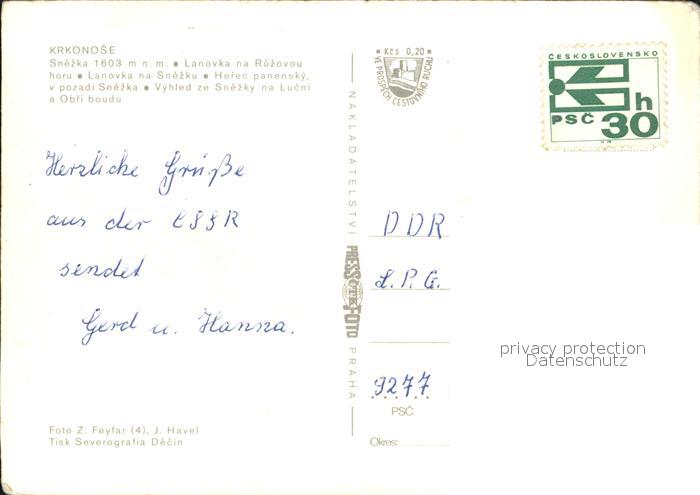 KRKONOŠE
Sněžka 1603 m n. m. ● Lanovka na Růžovou
horu ● Lanovka na Sněžku ● Hořec panenský,
v pozadí Sněžka ● Výhled ze Sněžky na Luční
a Obří boudu
Herzliche Grüße
aus der ČSSR
sendet
Gerd u. Hanna.
Foto Z. Feyfar (4), J. Havel
Tisk Severografia Děčín
NAKLADATELSTVÍ
PRESSFOTO
ČTK
PRAHA
Kčs 0,20
VE PROSPĚCH CESTOVNÍHO RUCHU
ČESKOSLOVENSKO
h
PSČ 30
DDR
L.P.G.
9277
PSČ
Okres:
privacy protection
Datenschutz